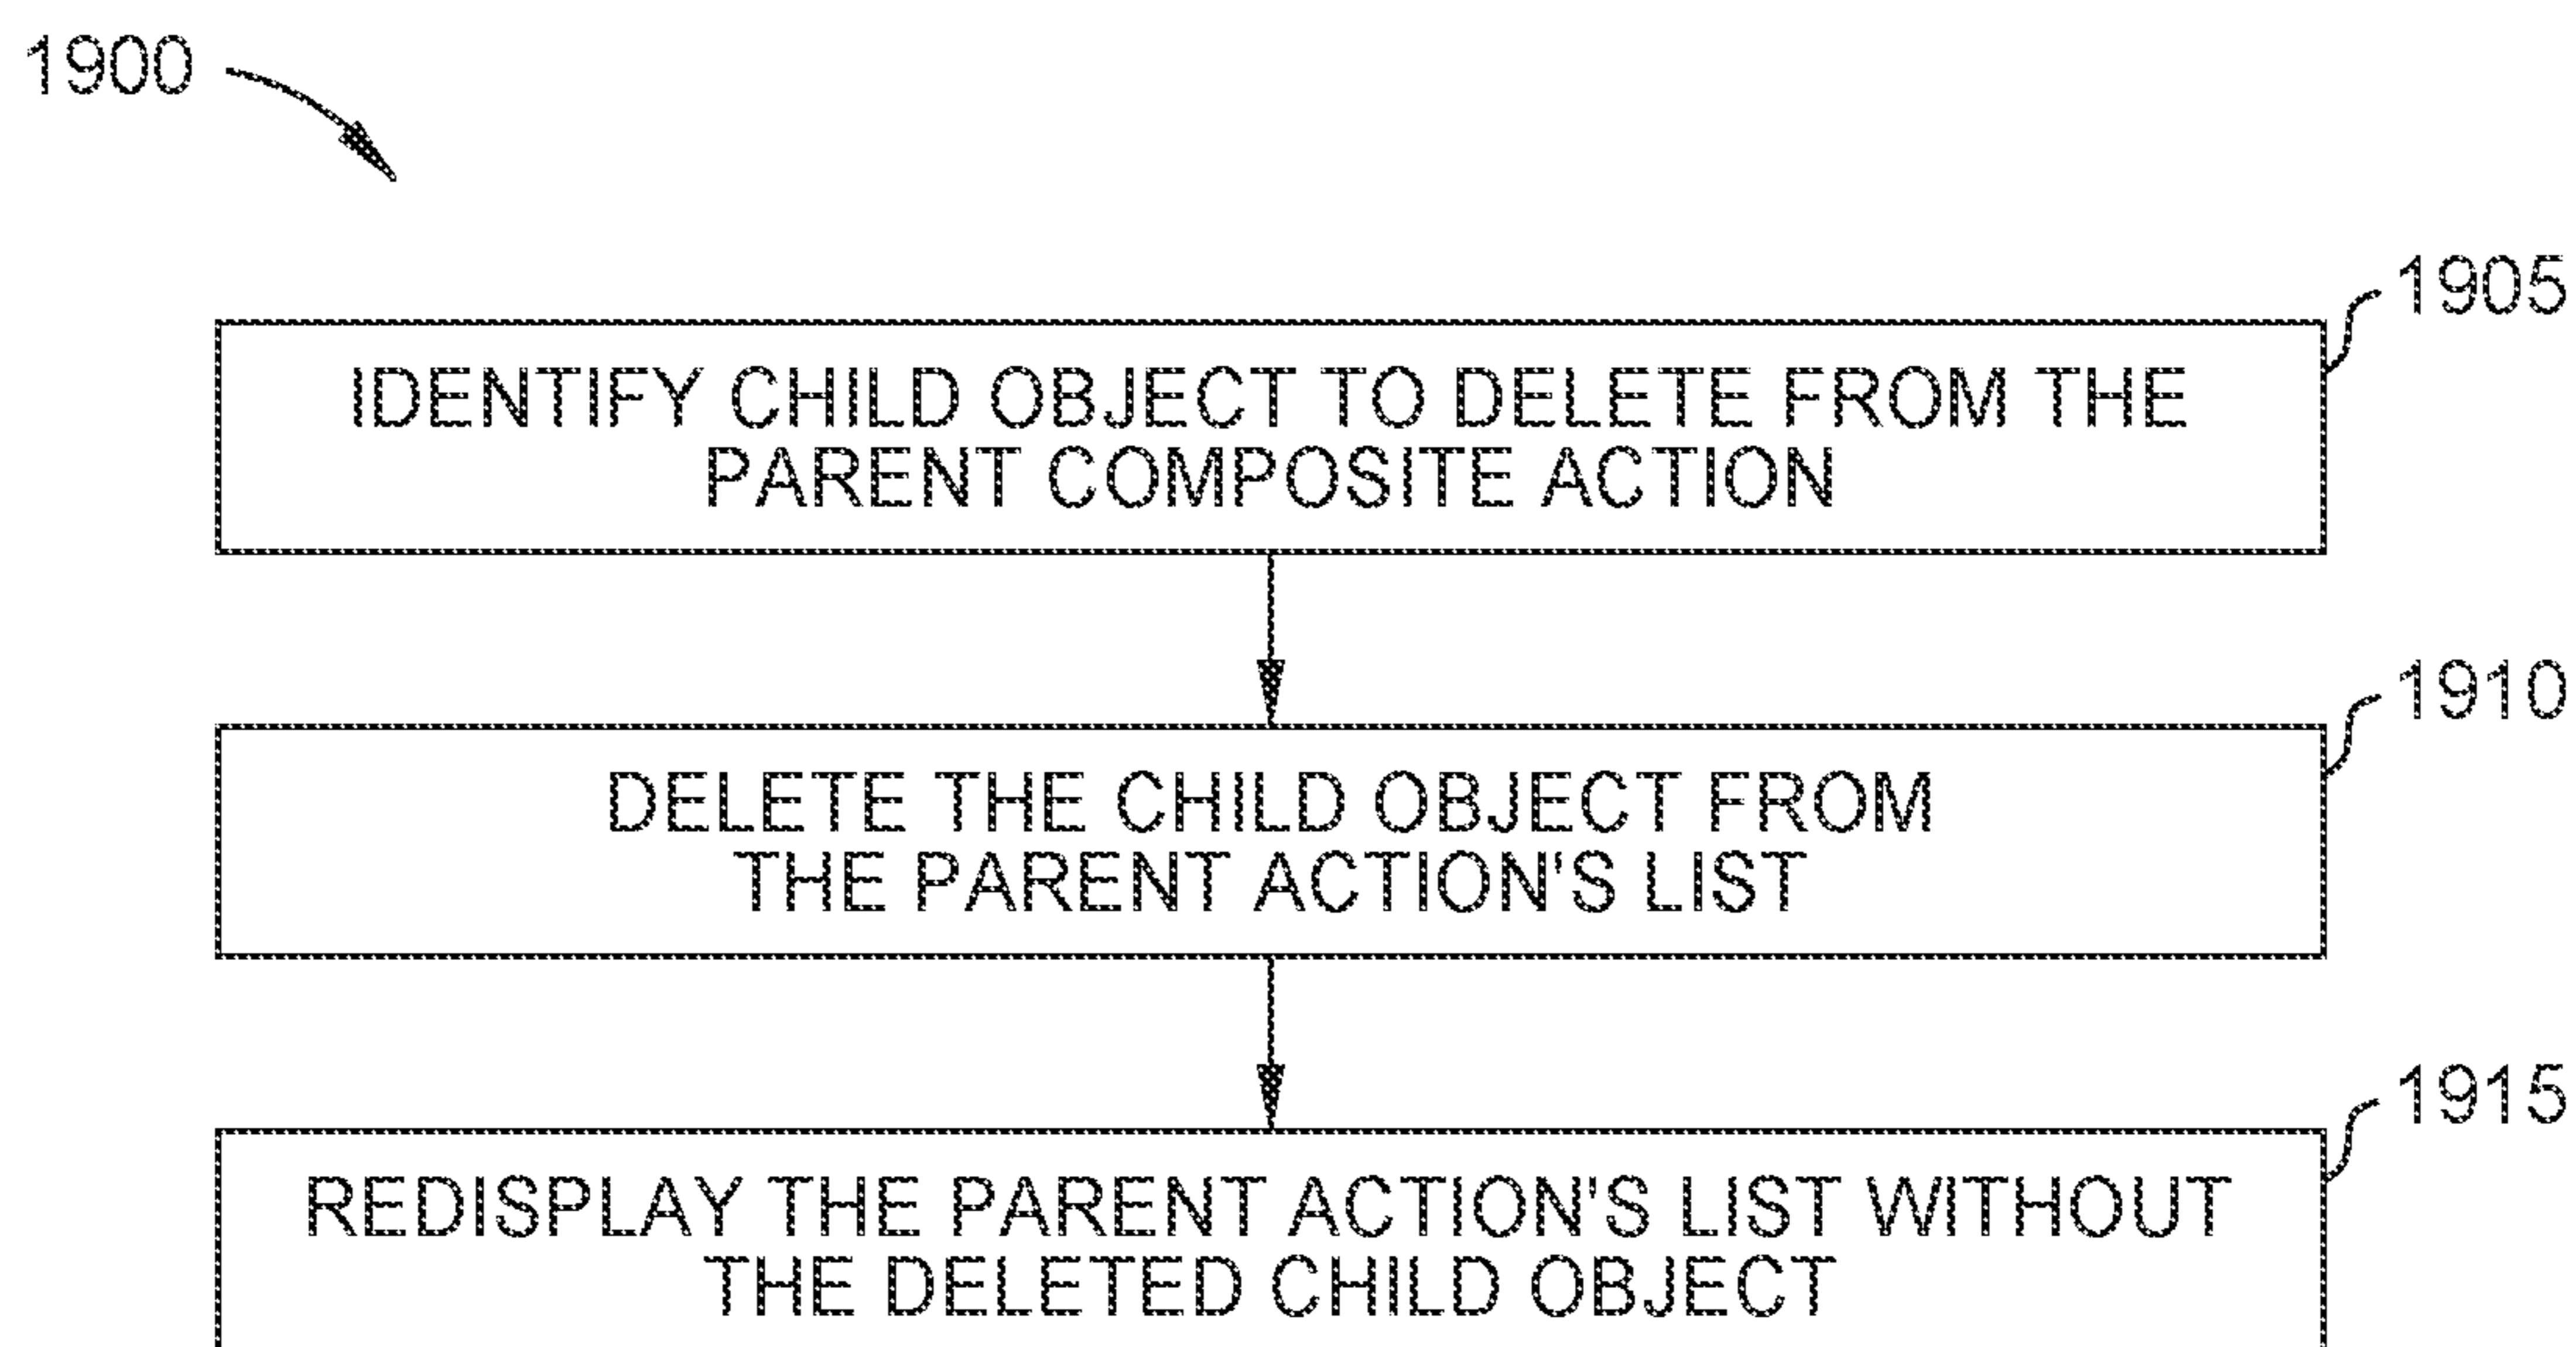 1900
1905
IDENTIFY CHILD OBJECT TO DELETE FROM THE
PARENT COMPOSITE ACTION
1910
DELETE THE CHILD OBJECT FROM
THE PARENT ACTION'S LIST
1915
REDISPLAY THE PARENT ACTION'S LIST WITHOUT
THE DELETED CHILD OBJECT